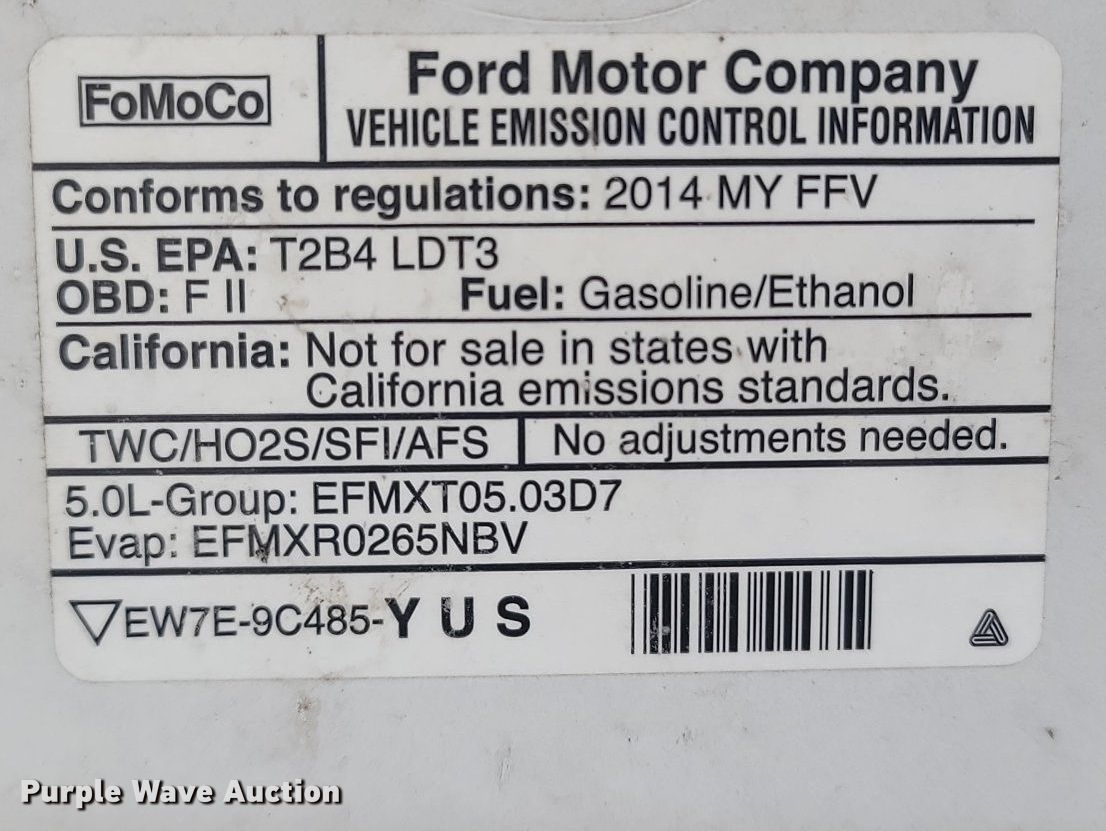 FoMoCo
Ford Motor Company
VEHICLE EMISSION CONTROL INFORMATION
Conforms to regulations: 2014 MY FFV
U.S. EPA: T2B4 LDT3
OBD: F II Fuel: Gasoline/Ethanol
California: Not for sale in states with
California emissions standards.
TWC/HO2S/SFI/AFS No adjustments needed.
5.0L-Group: EFMXT05.03D7
Evap: EFMXR0265NBV
EW7E-9C485-Y U S
Purple Wave Auction